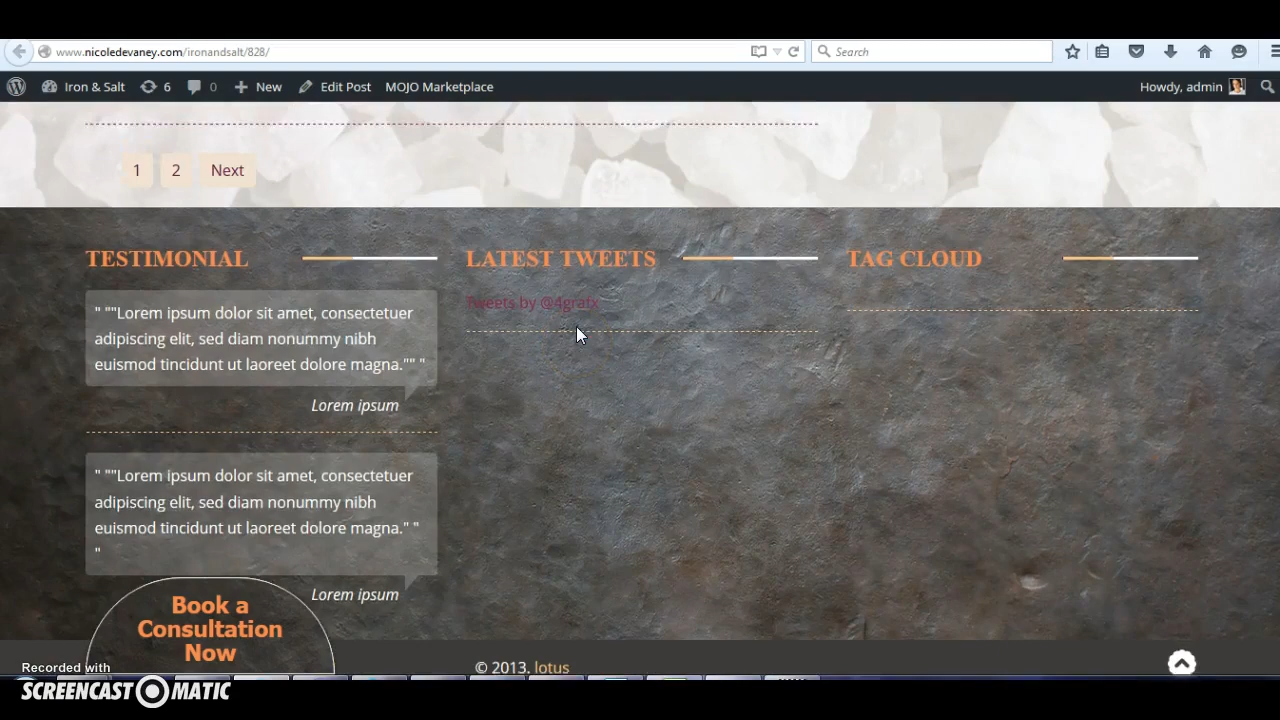 www.nicoledevaney.com/ironandsalt/828/
Search
Iron & Salt
6
0
New
Edit Post
MOJO Marketplace
Howdy, admin
1
2
Next
TESTIMONIAL
" ""Lorem ipsum dolor sit amet, consectetuer
adipiscing elit, sed diam nonummy nibh
euismod tincidunt ut laoreet dolore magna."" "
Lorem ipsum
" ""Lorem ipsum dolor sit amet, consectetuer
adipiscing elit, sed diam nonummy nibh
euismod tincidunt ut laoreet dolore magna." "
"
Lorem ipsum
LATEST TWEETS
Tweets by @4grafx
TAG CLOUD
Book a
Consultation
Now
© 2013. lotus
Recorded with
SCREENCAST MATIC